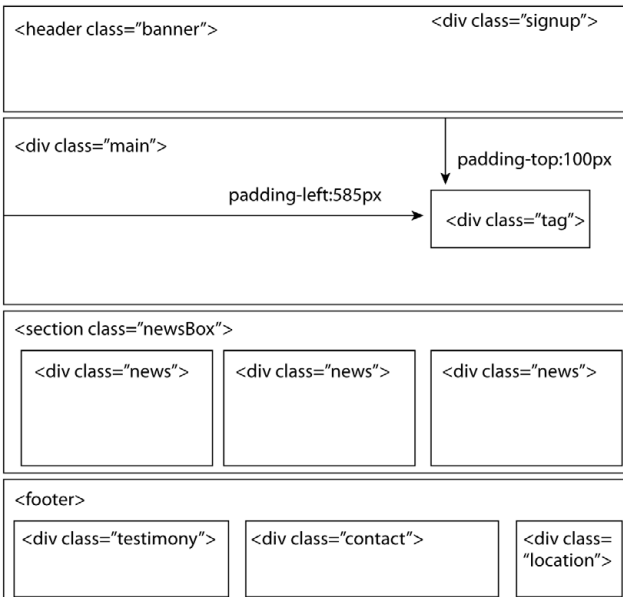 <header class=”banner”>
<div class=”signup”>
<div class=”main”>
padding-top:100px
padding-left:585px
<div class=”tag”>
<section class=”newsBox”>
<div class=”news”>
<div class=”news”>
<div class=”news”>
<footer>
<div class=”testimony”>
<div class=”contact”>
<div class=
“location”>